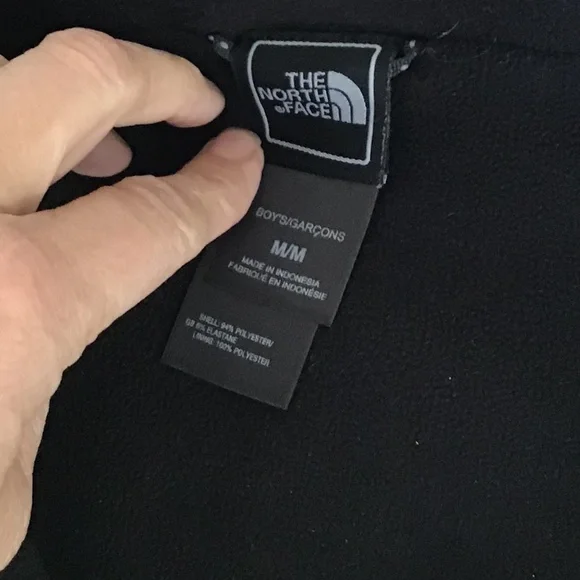 THE
NORTH
FACE
BOY'S/GARÇONS
M/M
MADE IN INDONESIA
FABRIQUÉ EN INDONÉSIE
SHELL: 94% POLYESTER/
6% ELASTANE
LINING: 100% POLYESTER